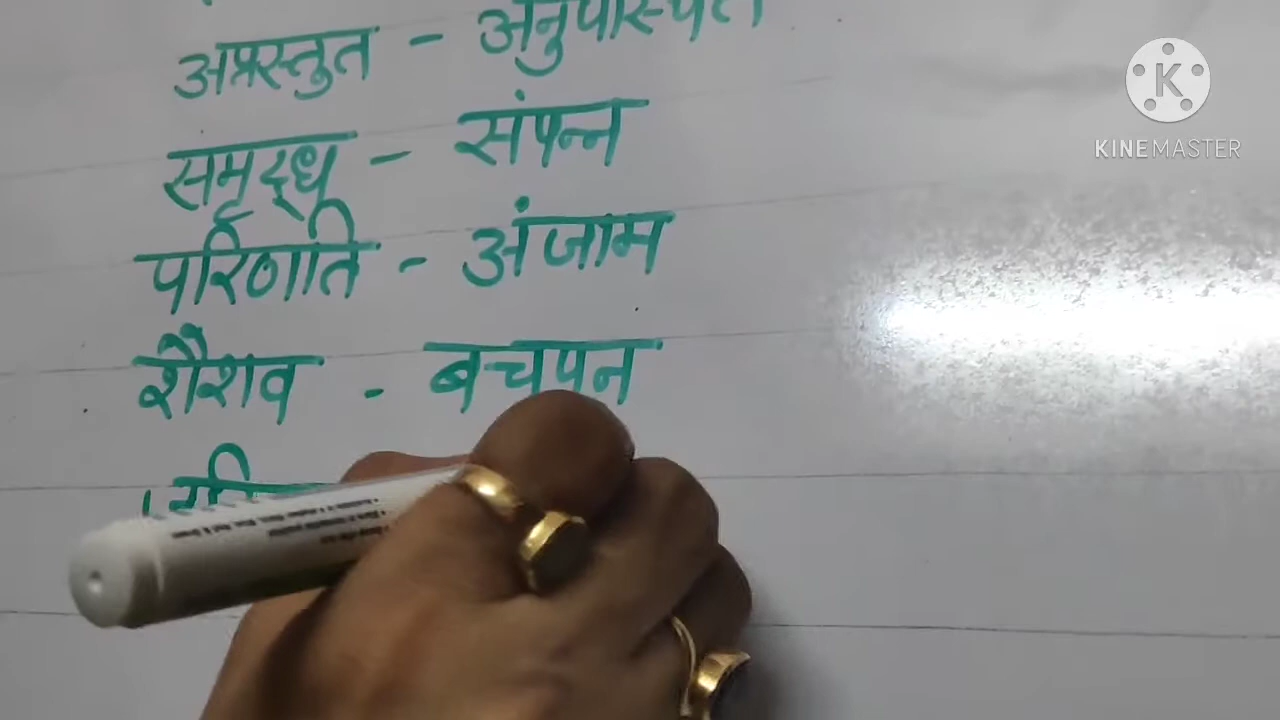 अप्रस्तुत - अनुपस्थित
समृद्ध - संपन्न
परिणति - अंजाम
शैशव - बचपन
KINEMASTER